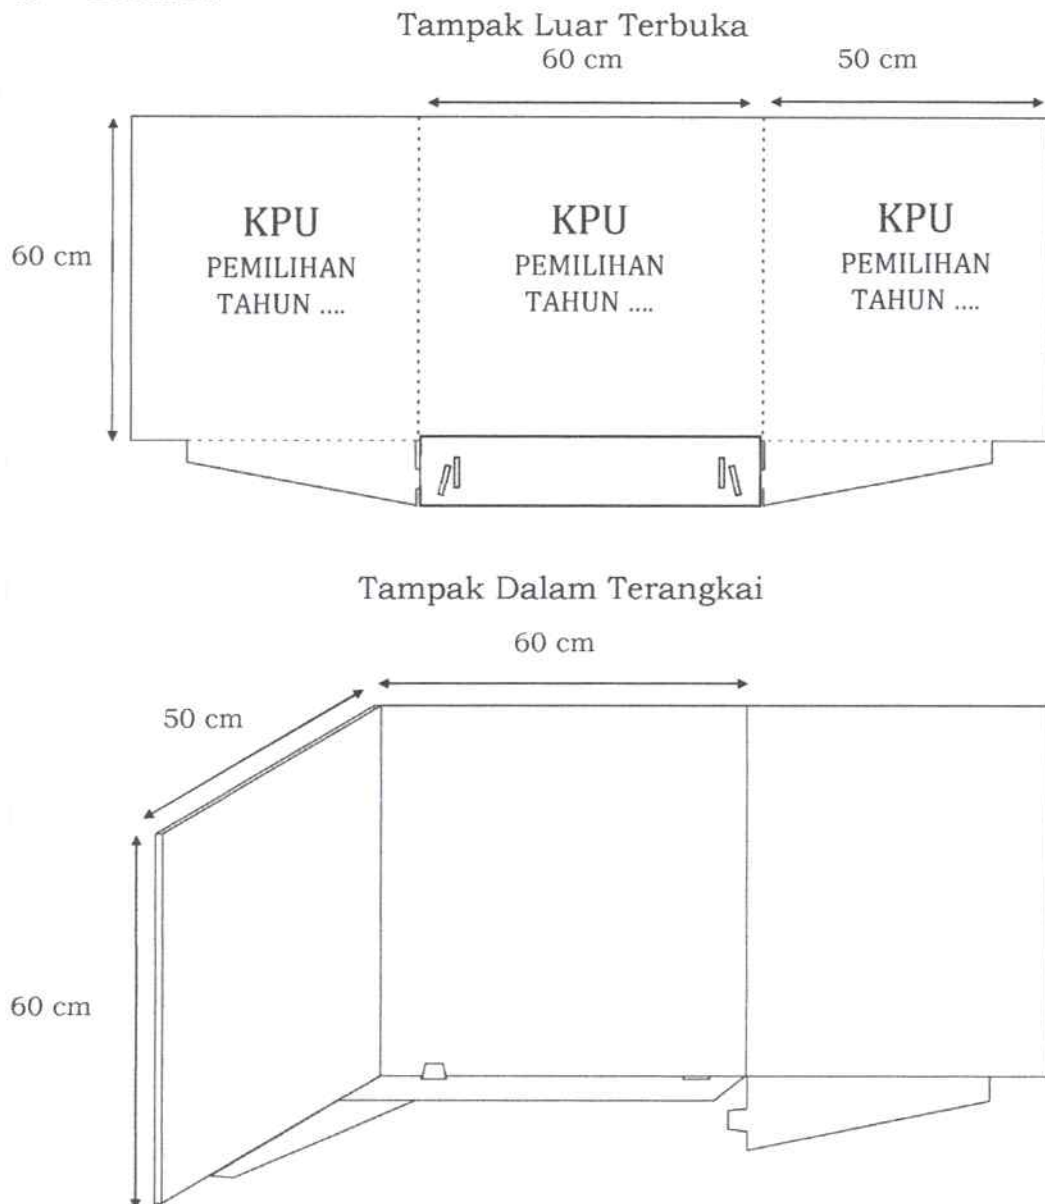 Tampak Luar Terbuka
60 cm
50 cm
60 cm
KPU
PEMILIHAN
TAHUN ....
KPU
PEMILIHAN
TAHUN ....
KPU
PEMILIHAN
TAHUN ....
Tampak Dalam Terangkai
60 cm
50 cm
60 cm